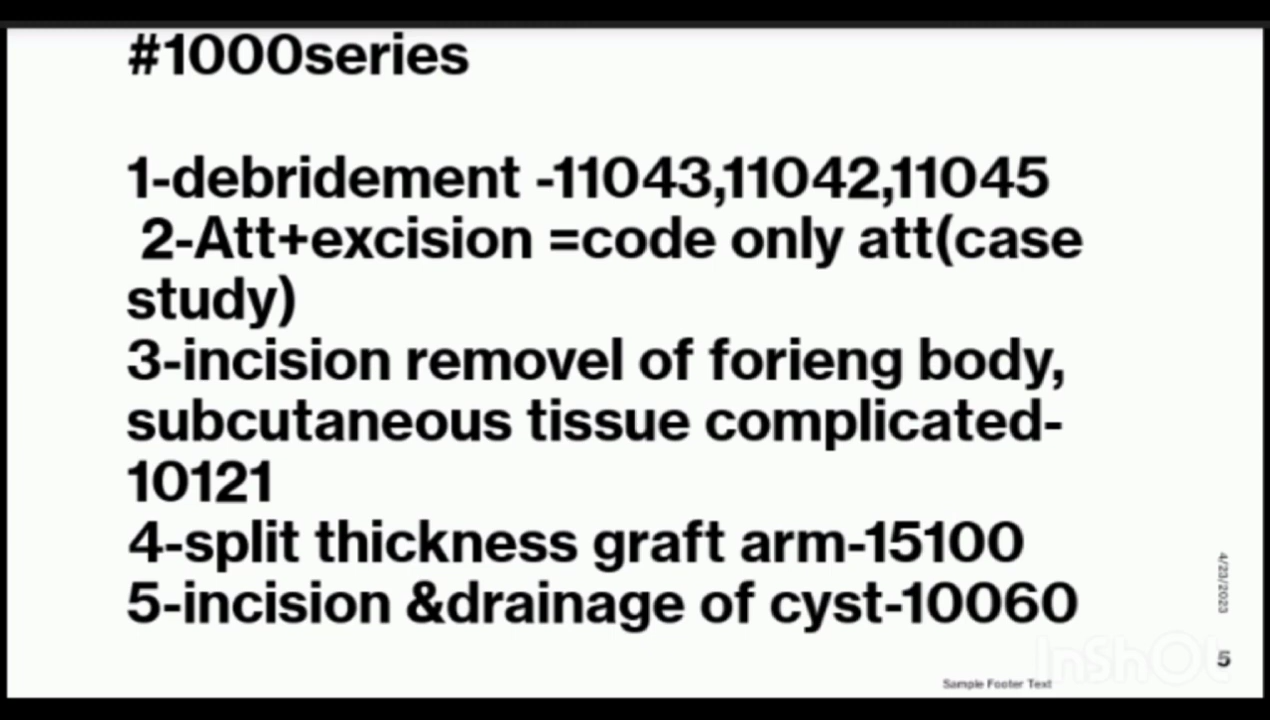 #1000series
1-debridement -11043,11042,11045
2-Att+excision =code only att(case
study)
3-incision removel of forieng body,
subcutaneous tissue complicated-
10121
4-split thickness graft arm-15100
5-incision &drainage of cyst-10060
4/23/2023
5
Sample Footer Text
InShOt